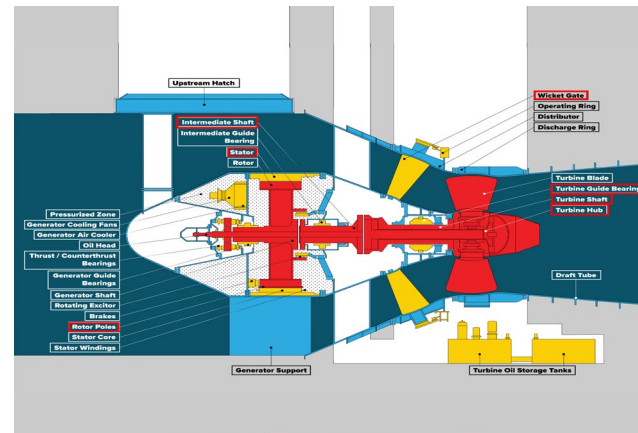 Upstream Hatch
Intermediate Shaft
Intermediate Guide
Bearing
Stator
Rotor
Wicket Gate
Operating Ring
Distributor
Discharge Ring
Turbine Blade
Turbine Guide Bearing
Turbine Shaft
Turbine Hub
Pressurized Zone
Generator Cooling Fans
Generator Air Cooler
Oil Head
Thrust / Counterthrust
Bearings
Generator Guide
Bearings
Generator Shaft
Rotating Excitor
Brakes
Rotor Poles
Stator Core
Stator Windings
Draft Tube
Generator Support
Turbine Oil Storage Tanks